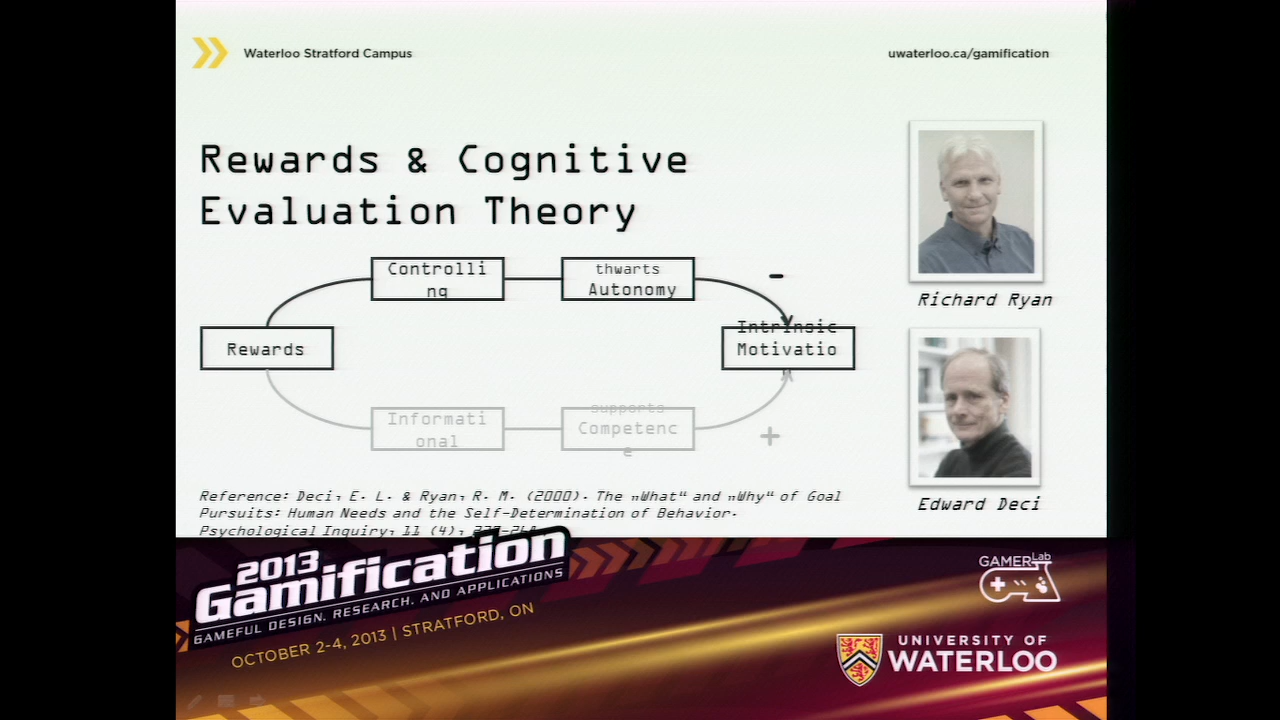 Waterloo Stratford Campus
uwaterloo.ca/gamification
Rewards & Cognitive
Evaluation Theory
Controlli
ng
thwarts
Autonomy
-
Rewards
Intrinsic
Motivatio
Informati
onal
supports
Competenc
e
+
Richard Ryan
Edward Deci
Reference: Deci, E. L. & Ryan, R. M. (2000). The „What“ and „Why“ of Goal
Pursuits: Human Needs and the Self-Determination of Behavior.
Psychological Inquiry, 11 (4),
2013
Gamification
GAMEFUL DESIGN, RESEARCH, AND APPLICATIONS
OCTOBER 2-4, 2013 | STRATFORD, ON
GAMER Lab
UNIVERSITY OF
WATERLOO